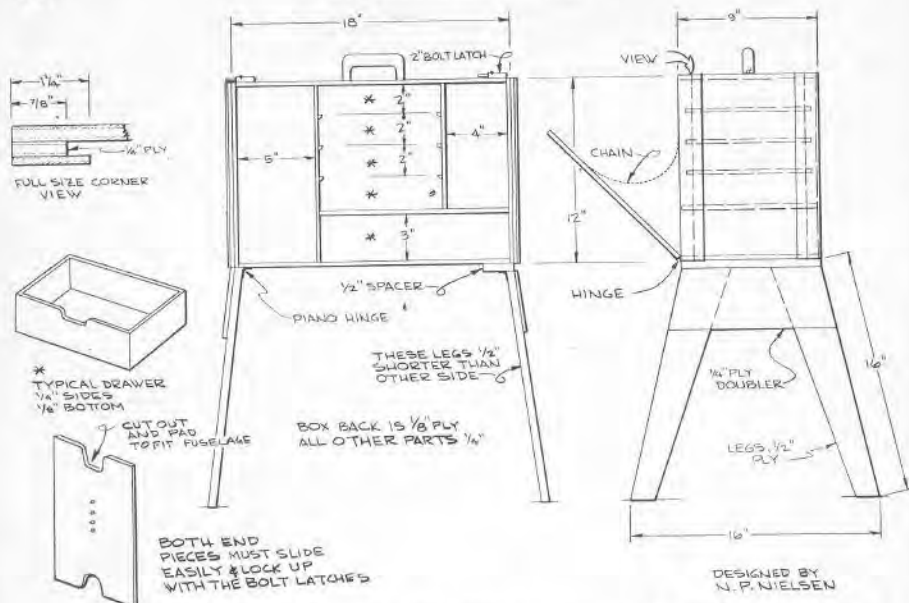 18"
9"
2" BOLT LATCH
VIEW
1 1/4"
7/8"
1/4" PLY
FULL SIZE CORNER
VIEW
2"
2"
2"
5"
4"
3"
12"
CHAIN
HINGE
1/2" SPACER
PIANO HINGE
*
TYPICAL DRAWER
1/4" SIDES
1/8" BOTTOM
THESE LEGS 1/2"
SHORTER THAN
OTHER SIDE
1/4" PLY
DOUBLER
16"
CUT OUT
AND PAD
TO FIT FUSELAGE
BOX BACK IS 1/8 PLY
ALL OTHER PARTS 1/4"
LEGS, 1/2"
PLY
16"
BOTH END
PIECES MUST SLIDE
EASILY & LOCK UP
WITH THE BOLT LATCHES
DESIGNED BY
N. P. NIELSEN